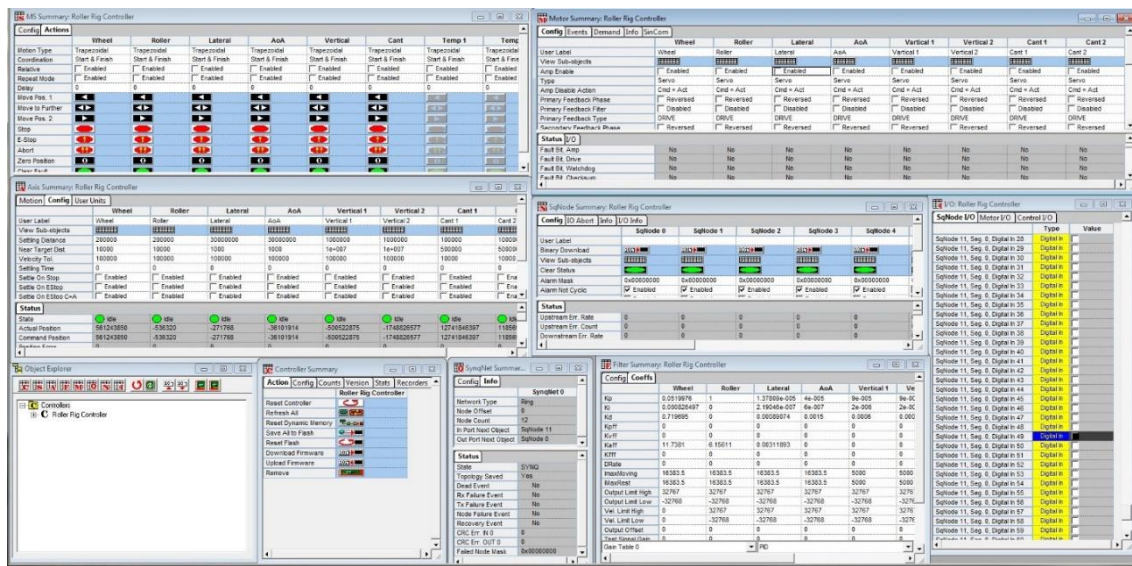 MS Summary: Roller Rig Controller
Config Actions
Wheel Roller Lateral AoA Vertical Cant Temp 1 Temp
Motion Type Trapezoidal Trapezoidal Trapezoidal Trapezoidal Trapezoidal Trapezoidal Trapezoidal Trapezoidal
Coordination Start & Finish Start & Finish Start & Finish Start & Finish Start & Finish Start & Finish Start & Finish Start & Fine
Relative Enabled Enabled Enabled Enabled Enabled Enabled Enabled Enabled
Repeat Mode Enabled Enabled Enabled Enabled Enabled Enabled Enabled Enabled
Delay 0 0 0 0 0 0 0 0
Move Pos. 1
Move to Further
Move Pos. 2
Stop
E-Stop
Abort
Zero Position
Clear Fault
Motor Summary: Roller Rig Controller
Config Events Demand Info SinCom
Wheel Roller Lateral AoA Vertical 1 Vertical 2 Cant 1 Cant 2
User Label Wheel Roller Lateral AoA Vertical 1 Vertical 2 Cant 1 Cant 2
View Sub-objects
Amp Enable Enabled Enabled Enabled Enabled Enabled Enabled Enabled Enabled
Type Servo Servo Servo Servo Servo Servo Servo Servo
Amp Disable Action Cmd = Act Cmd = Act Cmd = Act Cmd = Act Cmd = Act Cmd = Act Cmd = Act Cmd = Act
Primary Feedback Phase Reversed Reversed Reversed Reversed Reversed Reversed Reversed Reversed
Primary Feedback Filter Disabled Disabled Disabled Disabled Disabled Disabled Disabled Disabled
Primary Feedback Type DRIVE DRIVE DRIVE DRIVE DRIVE DRIVE DRIVE DRIVE
Secondary Feedback Phase Reversed Reversed Reversed Reversed Reversed Reversed Reversed Reversed
Status I/O
Fault Bit, Amp No No No No No No No No
Fault Bit, Drive No No No No No No No No
Fault Bit, Watchdog No No No No No No No No
Fault Bit, Checksum No No No No No No No No
Axis Summary: Roller Rig Controller
Motion Config User Units
Wheel Roller Lateral AoA Vertical 1 Vertical 2 Cant 1
User Label Wheel Roller Lateral AoA Vertical 1 Vertical 2 Cant 1 Cant 2
View Sub-objects
Settling Distance 200000 200000 30000000 30000000 1000000 1000000 100000
Near Target Dist. 10000 10000 1000 1000 1e+007 1e+007 500000
Velocity Tol. 100000 100000 100000 100000 100000 100000 100000
Settling Time 0 0 0 0 0 0 0
Settle On Stop Enabled Enabled Enabled Enabled Enabled Enabled Enabled
Settle On EStop Enabled Enabled Enabled Enabled Enabled Enabled Enabled
Settle On EStop C+A Enabled Enabled Enabled Enabled Enabled Enabled Enabled
Status
State Idle Idle Idle Idle Idle Idle Idle
Actual Position 561243850 -536320 -271768 -36101914 -500522875 -1748826577 12741846397
Command Position 561243850 -536320 -271768 -36101914 -500522875 -1748826577 12741846397
SqNode Summary: Roller Rig Controller
Config IO Abort Info I/O Info
SqNode 0 SqNode 1 SqNode 2 SqNode 3 SqNode 4
User Label
Binary Download
View Sub-objects
Clear Status
Alarm Mask 0x00000000 0x00000000 0x00000000 0x00000000 0x00000000
Alarm Not Cyclic Enabled Enabled Enabled Enabled Enabled
Status
Upstream Err. Rate 0 0 0 0 0
Upstream Err. Count 0 0 0 0 0
Downstream Err. Rate 0 0 0 0 0
I/O: Roller Rig Controller
SqNode I/O Motor I/O Control I/O
Type Value
SqNode 11, Seg. 0, Digital In 28 Digital In
SqNode 11, Seg. 0, Digital In 29 Digital In
SqNode 11, Seg. 0, Digital In 30 Digital In
SqNode 11, Seg. 0, Digital In 31 Digital In
SqNode 11, Seg. 0, Digital In 32 Digital In
SqNode 11, Seg. 0, Digital In 33 Digital In
SqNode 11, Seg. 0, Digital In 34 Digital In
SqNode 11, Seg. 0, Digital In 35 Digital In
SqNode 11, Seg. 0, Digital In 36 Digital In
SqNode 11, Seg. 0, Digital In 37 Digital In
SqNode 11, Seg. 0, Digital In 38 Digital In
SqNode 11, Seg. 0, Digital In 39 Digital In
SqNode 11, Seg. 0, Digital In 40 Digital In
SqNode 11, Seg. 0, Digital In 41 Digital In
SqNode 11, Seg. 0, Digital In 42 Digital In
SqNode 11, Seg. 0, Digital In 43 Digital In
SqNode 11, Seg. 0, Digital In 44 Digital In
SqNode 11, Seg. 0, Digital In 45 Digital In
SqNode 11, Seg. 0, Digital In 46 Digital In
SqNode 11, Seg. 0, Digital In 47 Digital In
SqNode 11, Seg. 0, Digital In 48 Digital In
SqNode 11, Seg. 0, Digital In 49 Digital In
SqNode 11, Seg. 0, Digital In 50 Digital In
SqNode 11, Seg. 0, Digital In 51 Digital In
SqNode 11, Seg. 0, Digital In 52 Digital In
SqNode 11, Seg. 0, Digital In 53 Digital In
SqNode 11, Seg. 0, Digital In 54 Digital In
SqNode 11, Seg. 0, Digital In 55 Digital In
SqNode 11, Seg. 0, Digital In 56 Digital In
SqNode 11, Seg. 0, Digital In 57 Digital In
SqNode 11, Seg. 0, Digital In 58 Digital In
SqNode 11, Seg. 0, Digital In 59 Digital In
Object Explorer
Controllers
Roller Rig Controller
Controller Summary
Action Config Counts Version Stats Recorders
Roller Rig Controller
Reset Controller
Refresh All
Reset Dynamic Memory
Save All to Flash
Reset Flash
Download Firmware
Upload Firmware
Remove
SynqNet Summar...
Config Info
SynqNet 0
Network Type Ring
Node Offset 0
Node Count 12
In Port Next Object SqNode 11
Out Port Next Object SqNode 0
Status
State SYNQ
Topology Saved Yes
Dead Event No
Rx Failure Event No
Tx Failure Event No
Node Failure Event No
Recovery Event No
CRC Err. IN 0 0
CRC Err. OUT 0 0
Failed Node Mask 0x00000000
Filter Summary: Roller Rig Controller
Config Coeffs
Wheel Roller Lateral AoA Vertical 1 Ve
Kp 0.0519976 1 4e-005 9e-005
Ki 0.000826497 0 2.19046e-007 6e-007 2e-006
Kd 0.719695 0 0.00089074 0.0015 0.0006
Kpff 0 0 0 0 0
Kvff 0 0 0 0 0
Kaff 11.7381 6.15611 0.00311893 0 0
Kfff 0 0 0 0 0
DRate 0 0 0 0 0
ImaxMoving 16383.5 16383.5 16383.5 16383.5 5000 5000
IMaxRest 16383.5 16383.5 16383.5 16383.5 5000 5000
Output Limit High 32767 32767 32767 32767 32767
Output Limit Low -32768 -32768 -32768 -32768 -32768
Vel. Limit High 0 32767 32767 32767 32767
Vel. Limit Low 0 -32768 -32768 -32768 -32768
Output Offset 0 0 0 0 0
Gain Table 0 PID